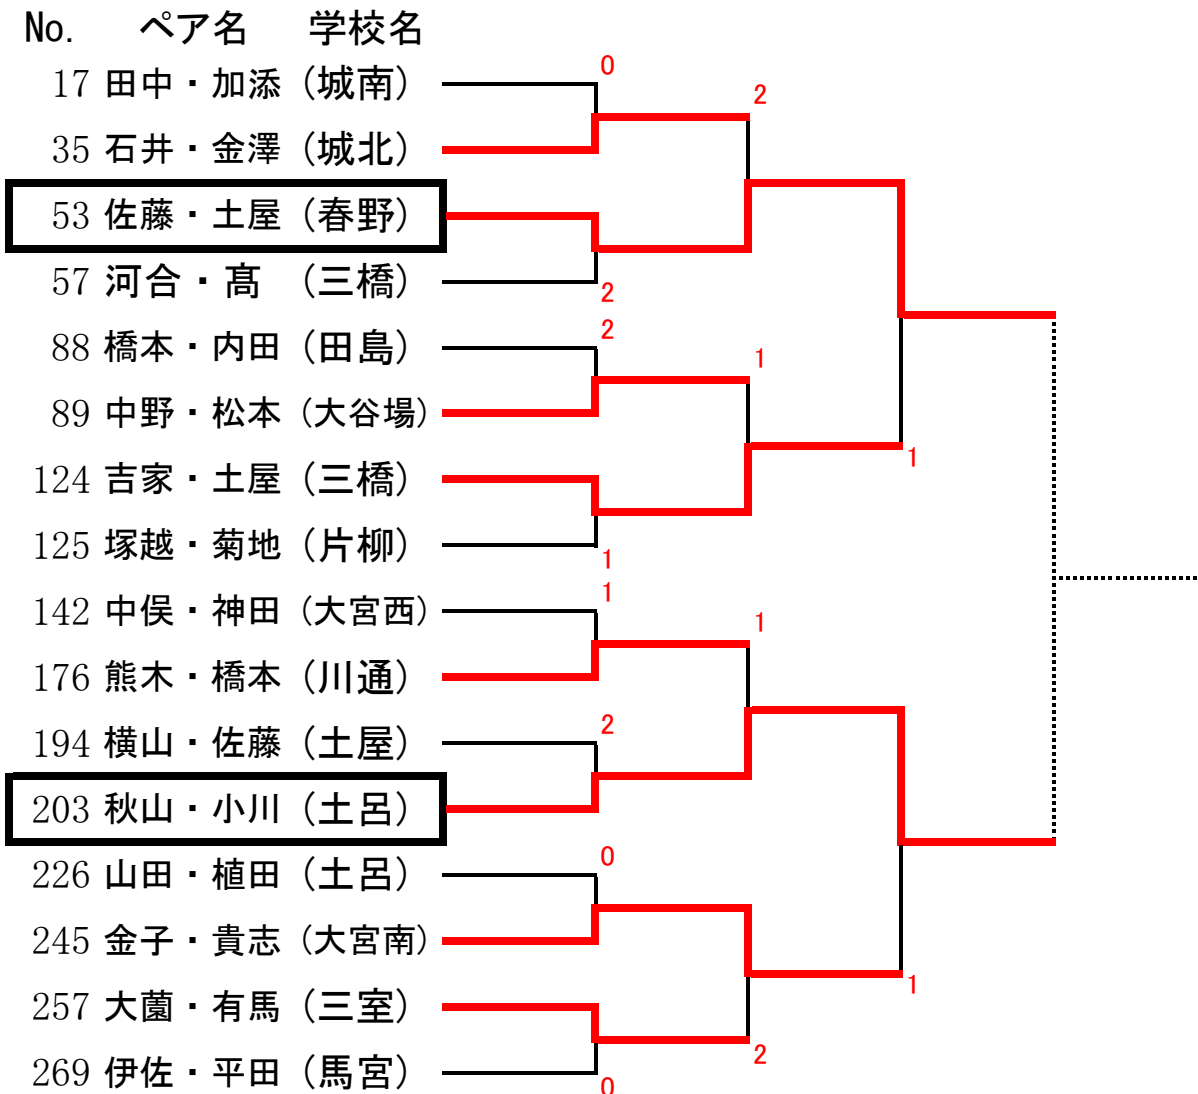 No. ペア名 学校名
17 田中・加添（城南）
0
2
35 石井・金澤（城北）
53 佐藤・土屋（春野）
57 河合・髙 （三橋）
2
2
88 橋本・内田（田島）
1
89 中野・松本（大谷場）
1
124 吉家・土屋（三橋）
125 塚越・菊地（片柳）
1
1
142 中俣・神田（大宮西）
1
176 熊木・橋本（川通）
2
194 横山・佐藤（土屋）
203 秋山・小川（土呂）
0
226 山田・植田（土呂）
245 金子・貴志（大宮南）
1
257 大薗・有馬（三室）
2
269 伊佐・平田（馬宮）
0